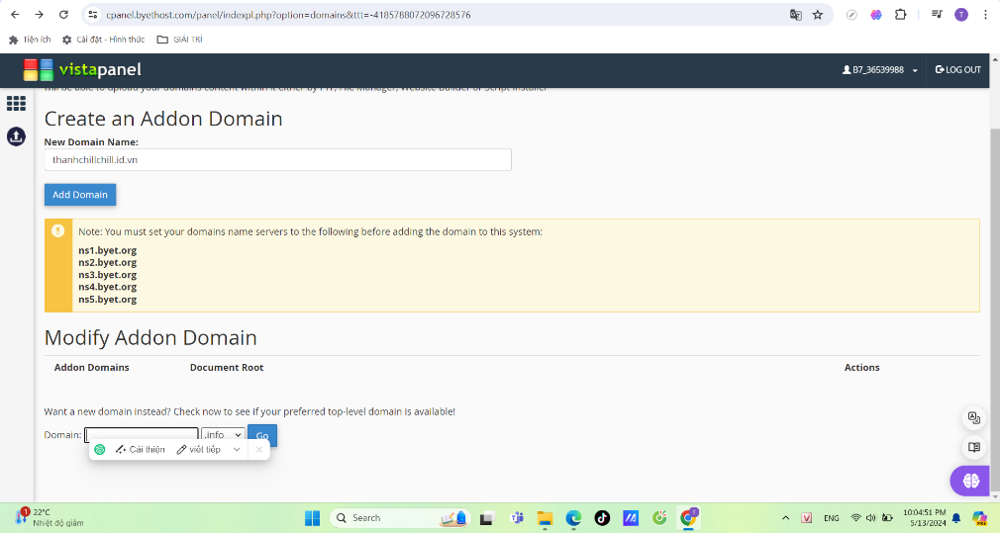 cpanel.byethost.com/panel/indexpl.php?option=domains&ttt=-4185788072096728576
T
Tiện ích
Cài đặt - Hình thức
GIẢI TRÍ
vistapanel
B7_36539988
LOG OUT
will be able to upload your domains content within it either by FTP, File Manager, Website Builder or Script Installer
Create an Addon Domain
New Domain Name:
thanhchillchill.id.vn
Add Domain
Note: You must set your domains name servers to the following before adding the domain to this system:
ns1.byet.org
ns2.byet.org
ns3.byet.org
ns4.byet.org
ns5.byet.org
Modify Addon Domain
Addon Domains Document Root Actions
Want a new domain instead? Check now to see if your preferred top-level domain is available!
Domain: .info Go
Cải thiện viết tiếp
1
22°C
Nhiệt độ giảm
Search
ENG
10:04:51 PM
5/13/2024